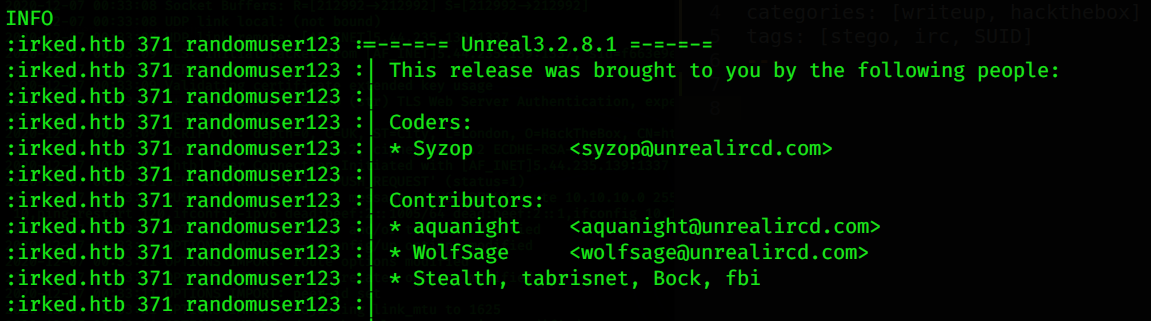 INFO
:irked.htb 371 randomuser123 :=-=-=-= Unreal3.2.8.1 =-=-=-=
:irked.htb 371 randomuser123 :| This release was brought to you by the following people:
:irked.htb 371 randomuser123 :|
:irked.htb 371 randomuser123 :| Coders:
:irked.htb 371 randomuser123 :| * Syzop        <syzop@unrealircd.com>
:irked.htb 371 randomuser123 :|
:irked.htb 371 randomuser123 :| Contributors:
:irked.htb 371 randomuser123 :| * aquanight    <aquanight@unrealircd.com>
:irked.htb 371 randomuser123 :| * WolfSage     <wolfsage@unrealircd.com>
:irked.htb 371 randomuser123 :| * Stealth, tabrisnet, Bock, fbi
:irked.htb 371 randomuser123 :|
categories: [writeup, hackthebox]
tags: [stego, irc, SUID]